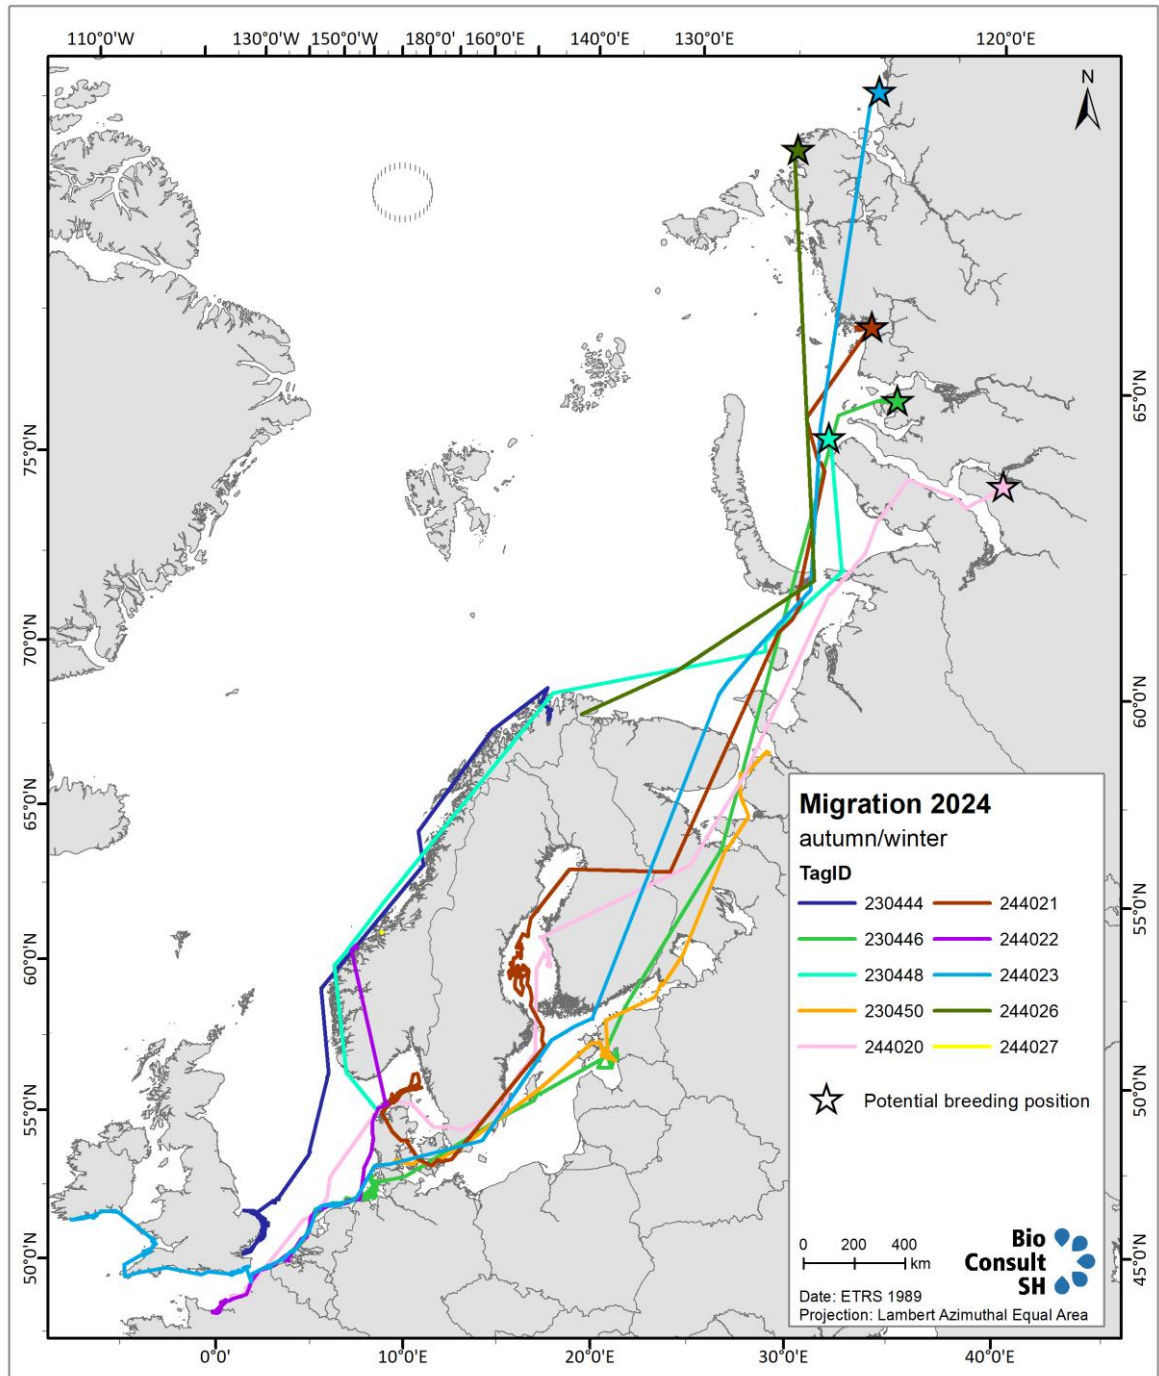 110°0'W 130°0'W 150°0'W 180°0' 160°0'E 140°0'E 130°0'E 120°0'E
N
75°0'N
70°0'N
65°0'N
60°0'N
55°0'N
50°0'N
65°0'N
60°0'N
55°0'N
50°0'N
45°0'N
Migration 2024
autumn/winter
TagID
230444 244021
230446 244022
230448 244023
230450 244026
244020 244027
Potential breeding position
0 200 400
km
Bio
Consult
SH
Date: ETRS 1989
Projection: Lambert Azimuthal Equal Area
0°0' 10°0'E 20°0'E 30°0'E 40°0'E